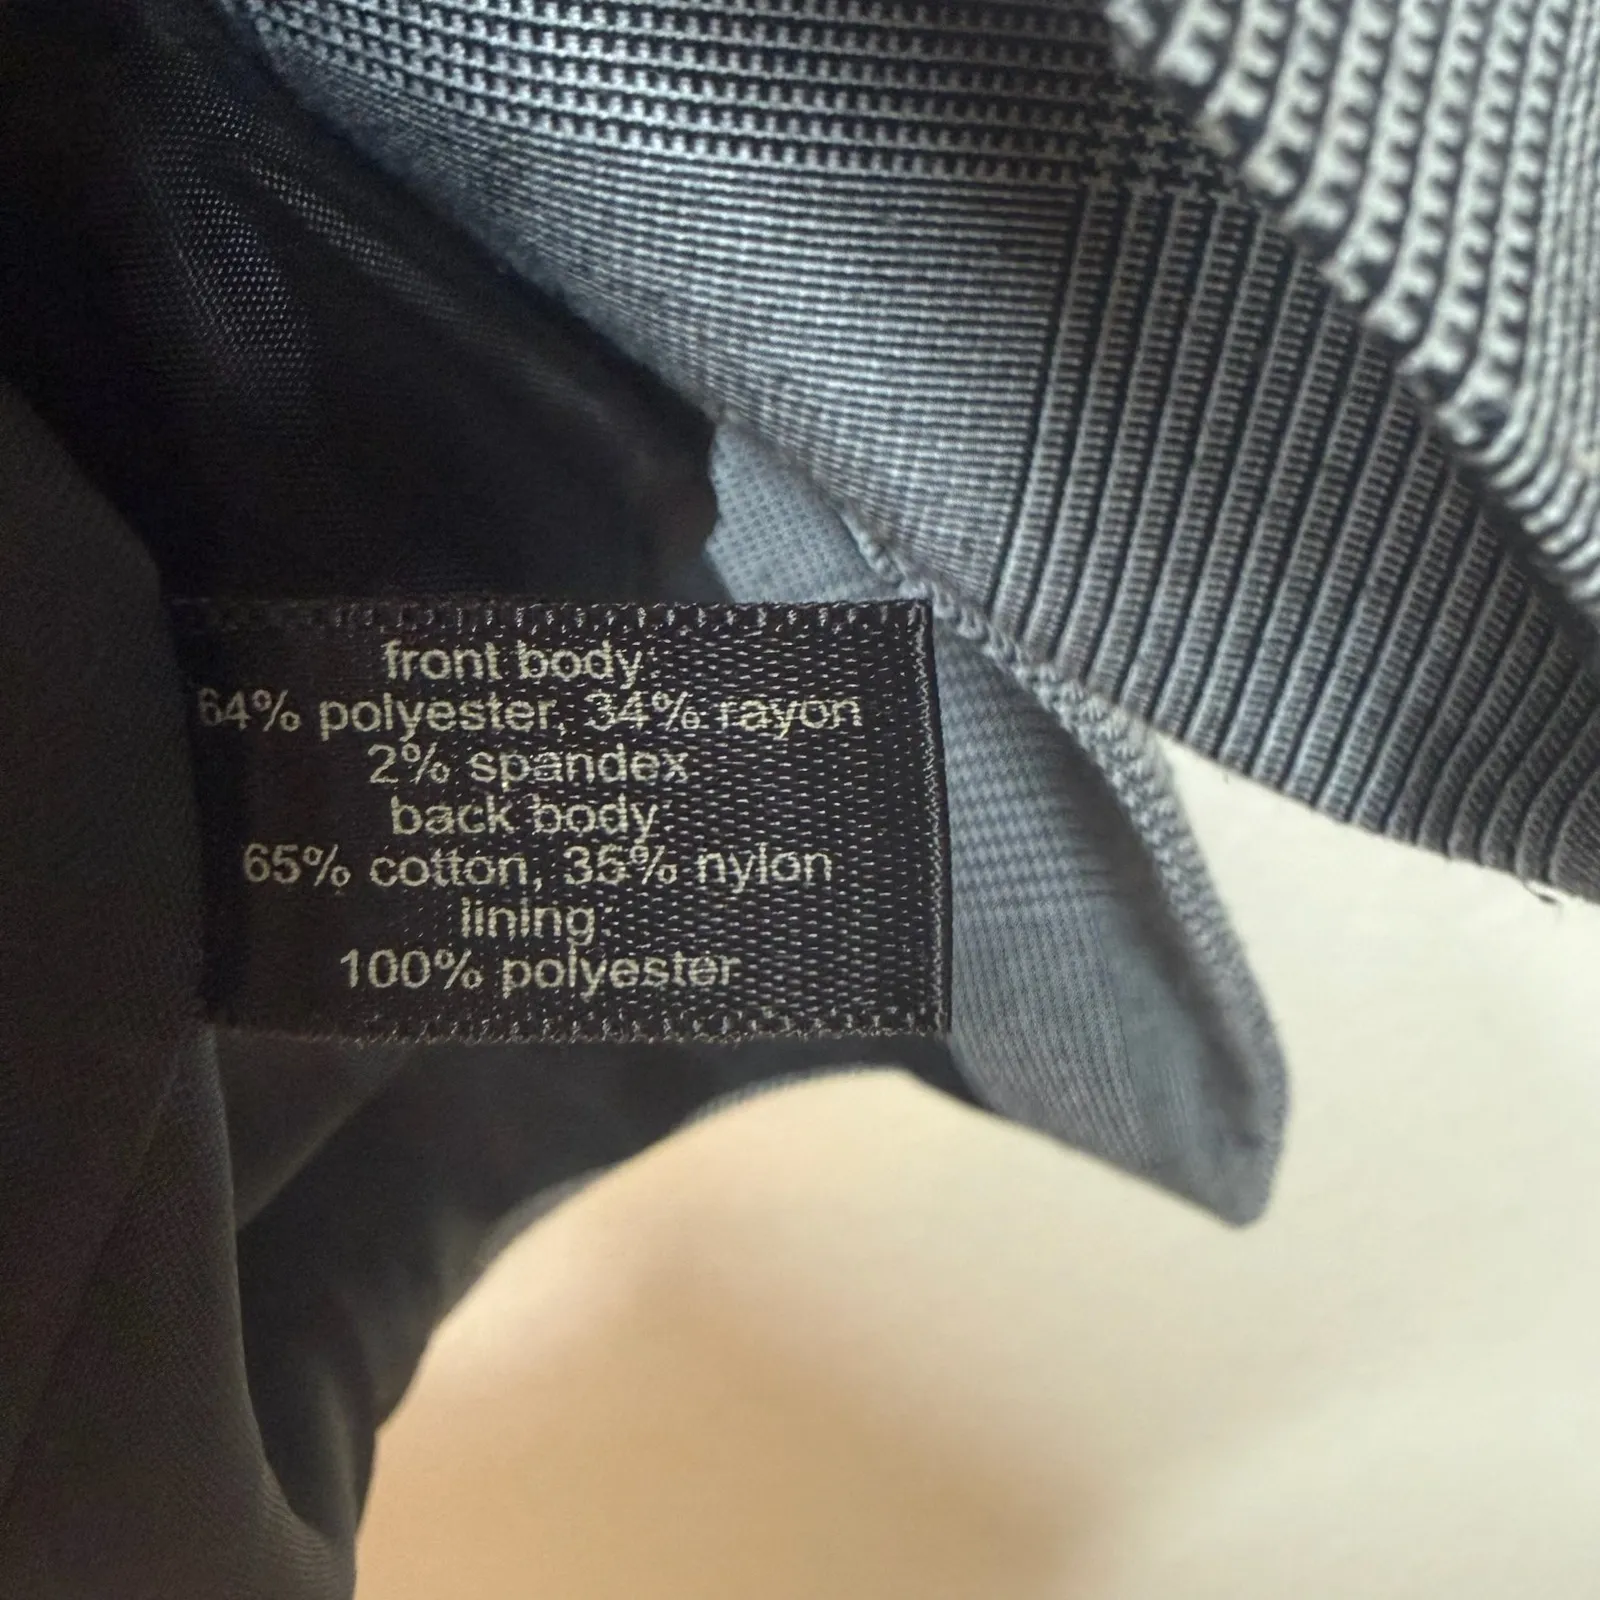 front body:
64% polyester, 34% rayon
2% spandex
back body:
65% cotton, 35% nylon
lining:
100% polyester